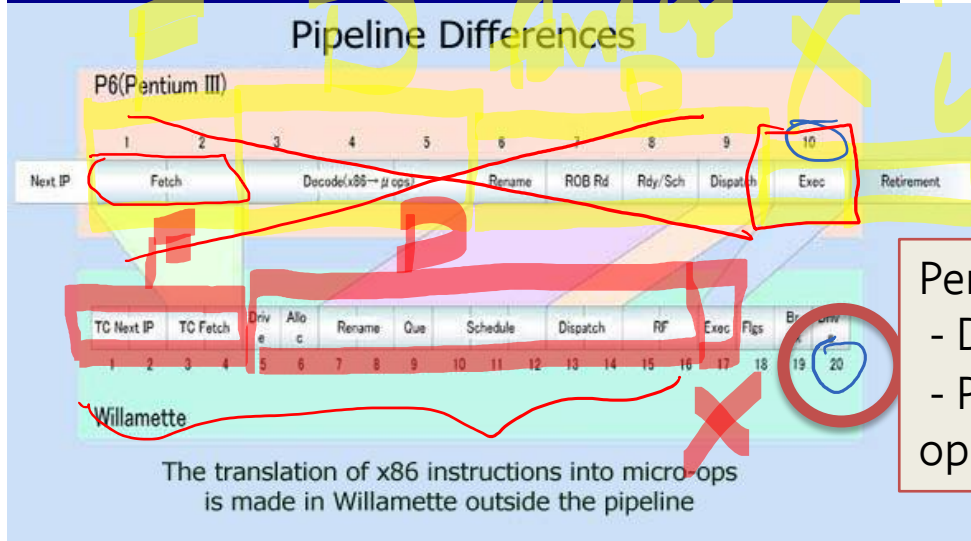 Pipeline Differences
P6(Pentium III)
F D X
1 2 3 4 5 6 7 8 9 10
Next IP Fetch Decode(x86→μops) Rename ROB Rd Rdy/Sch Dispatch Exec Retirement
F D
TC Next IP TC Fetch Drive Alloc Rename Que Schedule Dispatch RF Exec Flgs
1 2 3 4 5 6 7 8 9 10 11 12 13 14 15 16 17 18 19 20
X
Willamette
The translation of x86 instructions into micro-ops
is made in Willamette outside the pipeline
Per
- D
- P
op